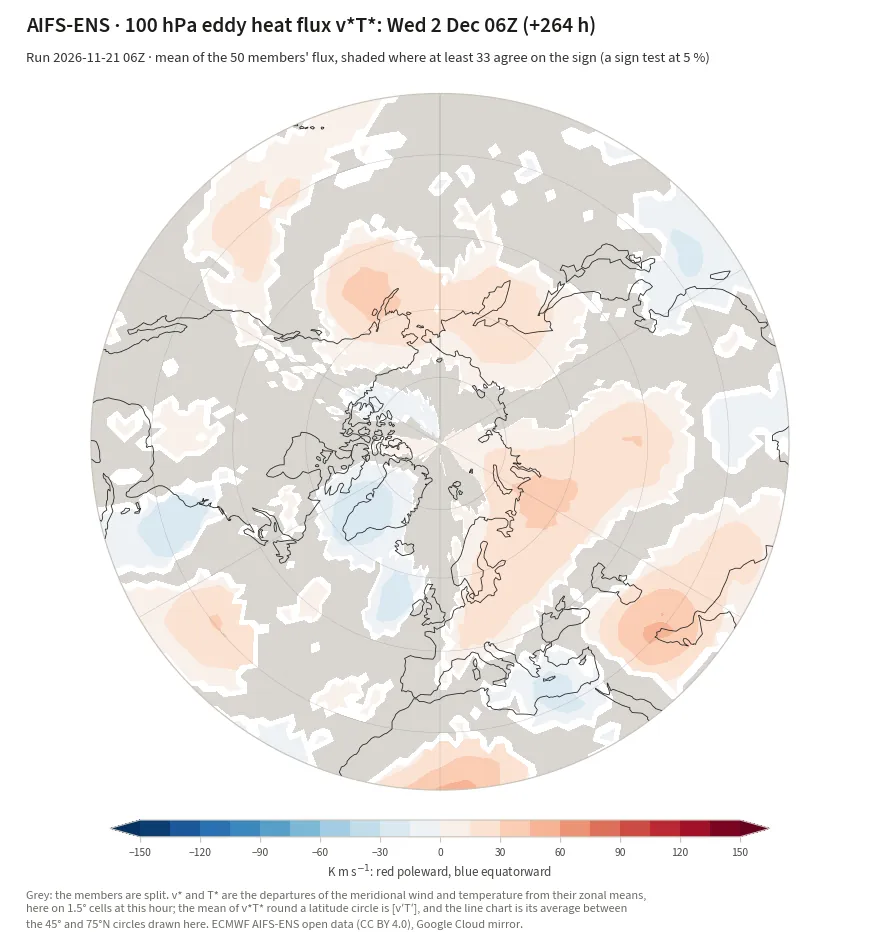 AIFS-ENS · 100 hPa eddy heat flux v*T*: Wed 2 Dec 06Z (+264 h)
Run 2026-11-21 06Z · mean of the 50 members' flux, shaded where at least 33 agree on the sign (a sign test at 5 %)
−150 −120 −90 −60 −30 0 30 60 90 120 150
K m s⁻¹: red poleward, blue equatorward
Grey: the members are split. v* and T* are the departures of the meridional wind and temperature from their zonal means,
here on 1.5° cells at this hour; the mean of v*T* round a latitude circle is [v′T′], and the line chart is its average between
the 45° and 75°N circles drawn here. ECMWF AIFS-ENS open data (CC BY 4.0), Google Cloud mirror.